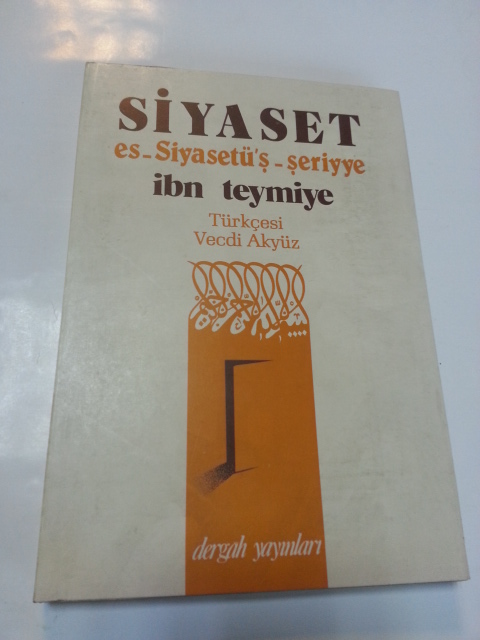 SİYASET
es-Siyasetü'ş-şeriyye
ibn teymiye
Türkçesi
Vecdi Akyüz
dergah yayınları